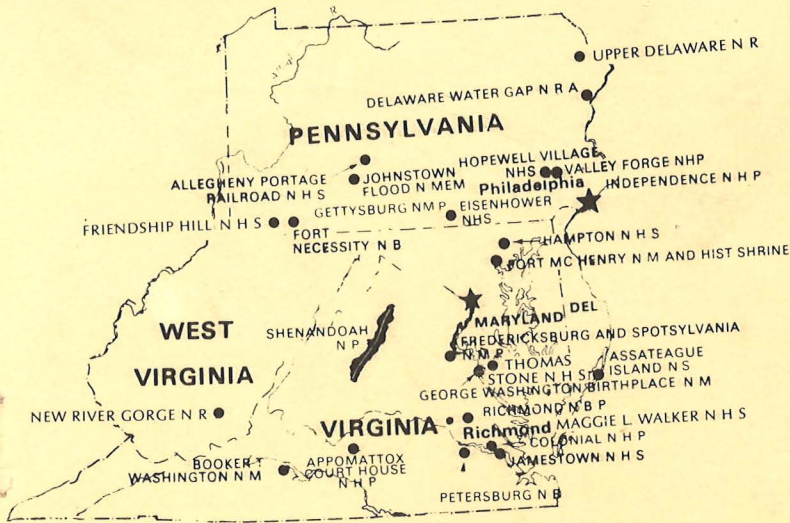 UPPER DELAWARE N R
DELAWARE WATER GAP N R A
PENNSYLVANIA
HOPEWELL VILLAGE
NHS
VALLEY FORGE NHP
ALLEGHENY PORTAGE
RAILROAD N H S
JOHNSTOWN
FLOOD N MEM
Philadelphia
INDEPENDENCE N H P
GETTYSBURG N M P
EISENHOWER
NHS
FRIENDSHIP HILL N H S
FORT
NECESSITY N B
HAMPTON N H S
FORT MC HENRY N M AND HIST SHRINE
WEST
VIRGINIA
SHENANDOAH
N P
MARYLAND
DEL
FREDERICKSBURG AND SPOTSYLVANIA
N M P
THOMAS
STONE N H S
ASSATEAGUE
ISLAND N S
GEORGE WASHINGTON BIRTHPLACE N M
NEW RIVER GORGE N R
RICHMOND N B P
VIRGINIA
Richmond
MAGGIE L. WALKER N H S
COLONIAL N H P
JAMESTOWN N H S
BOOKER T
WASHINGTON N M
APPOMATTOX
COURT HOUSE
N H P
PETERSBURG N B